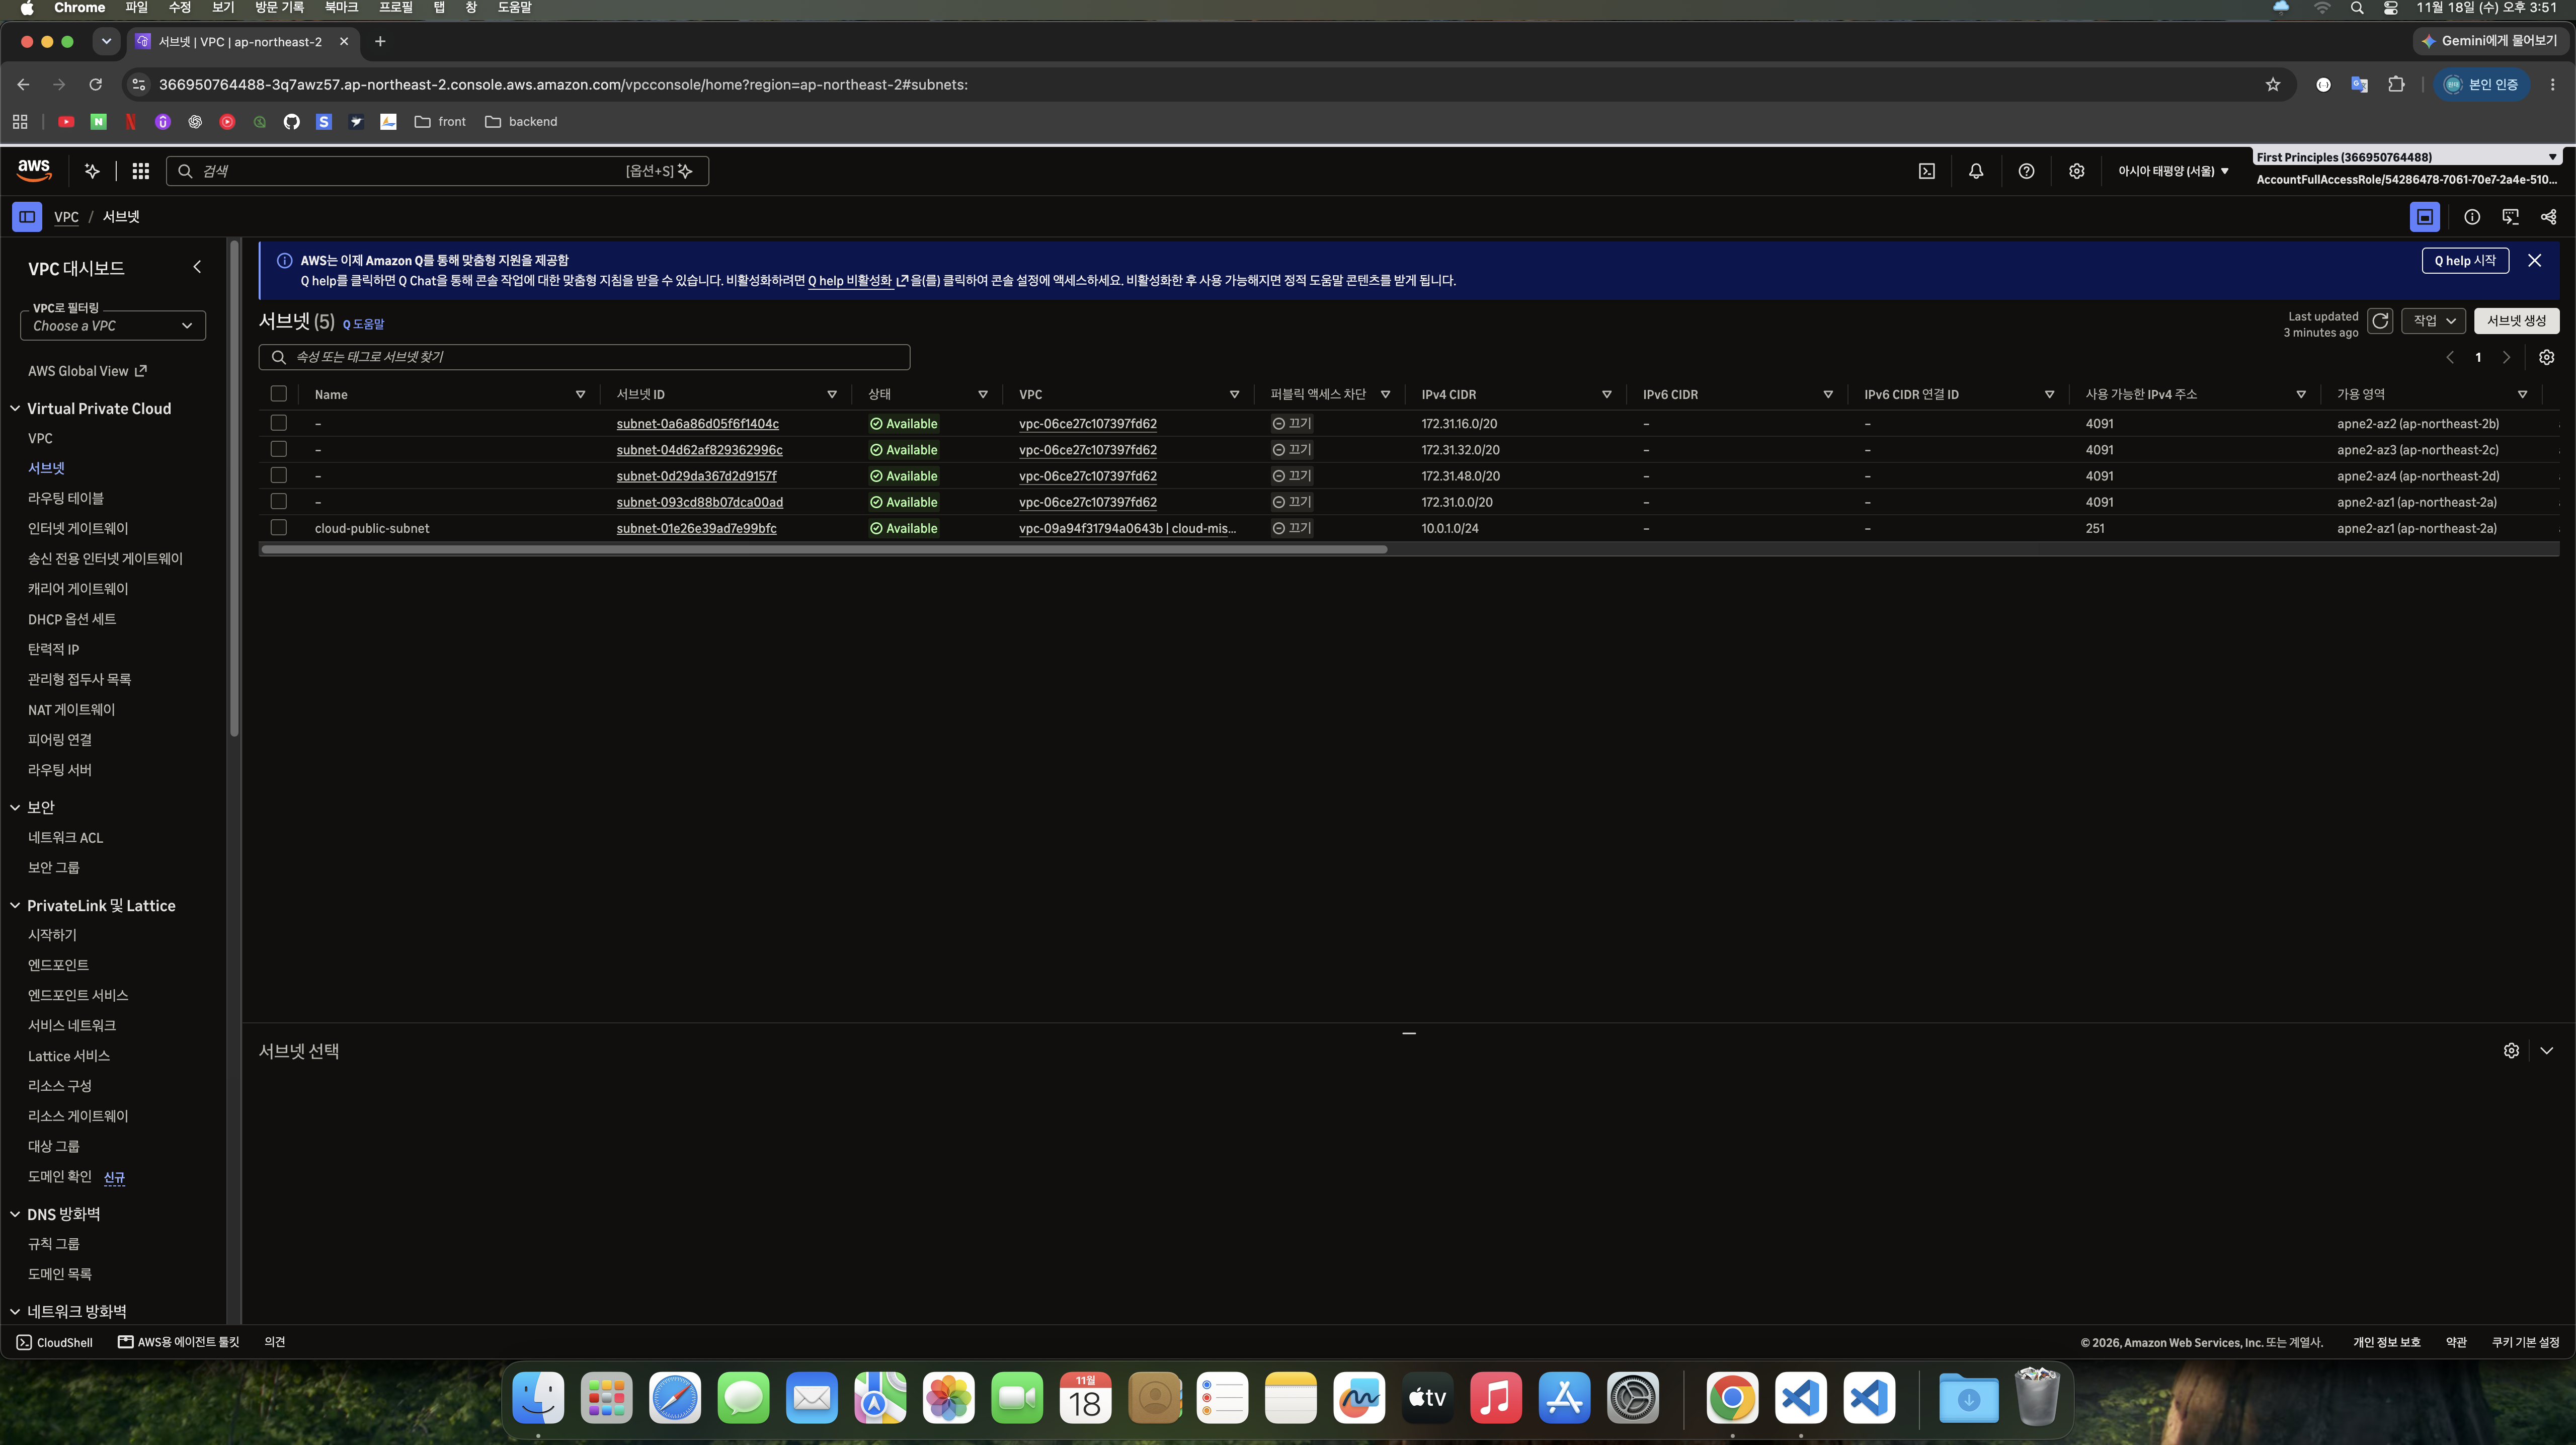 Chrome 파일 수정 보기 방문 기록 북마크 프로필 탭 창 도움말 11월 18일 (수) 오후 3:51
서브넷 | VPC | ap-northeast-2 Gemini에게 물어보기
366950764488-3q7awz57.ap-northeast-2.console.aws.amazon.com/vpcconsole/home?region=ap-northeast-2#subnets: 본인 인증
front backend
aws 검색 [옵션+S] 아시아 태평양 (서울) First Principles (366950764488)
AccountFullAccessRole/54286478-7061-70e7-2a4e-510...
VPC / 서브넷
VPC 대시보드
VPC로 필터링
Choose a VPC
AWS Global View
Virtual Private Cloud
VPC
서브넷
라우팅 테이블
인터넷 게이트웨이
송신 전용 인터넷 게이트웨이
캐리어 게이트웨이
DHCP 옵션 세트
탄력적 IP
관리형 접두사 목록
NAT 게이트웨이
피어링 연결
라우팅 서버
보안
네트워크 ACL
보안 그룹
PrivateLink 및 Lattice
시작하기
엔드포인트
엔드포인트 서비스
서비스 네트워크
Lattice 서비스
리소스 구성
리소스 게이트웨이
대상 그룹
도메인 확인 신규
DNS 방화벽
규칙 그룹
도메인 목록
네트워크 방화벽
AWS는 이제 Amazon Q를 통해 맞춤형 지원을 제공함
Q help를 클릭하면 Q Chat을 통해 콘솔 작업에 대한 맞춤형 지침을 받을 수 있습니다. 비활성화하려면 Q help 비활성화 을(를) 클릭하여 콘솔 설정에 액세스하세요. 비활성화한 후 사용 가능해지면 정적 도움말 콘텐츠를 받게 됩니다.
Q help 시작
서브넷 (5) Q 도움말
Last updated
3 minutes ago
작업 서브넷 생성
속성 또는 태그로 서브넷 찾기 1
Name 서브넷 ID 상태 VPC 퍼블릭 액세스 차단 IPv4 CIDR IPv6 CIDR IPv6 CIDR 연결 ID 사용 가능한 IPv4 주소 가용 영역
– subnet-0a6a86d05f6f1404c Available vpc-06ce27c107397fd62 끄기 172.31.16.0/20 – – 4091 apne2-az2 (ap-northeast-2b)
– subnet-04d62af829362996c Available vpc-06ce27c107397fd62 끄기 172.31.32.0/20 – – 4091 apne2-az3 (ap-northeast-2c)
– subnet-0d29da367d2d9157f Available vpc-06ce27c107397fd62 끄기 172.31.48.0/20 – – 4091 apne2-az4 (ap-northeast-2d)
– subnet-093cd88b07dca00ad Available vpc-06ce27c107397fd62 끄기 172.31.0.0/20 – – 4091 apne2-az1 (ap-northeast-2a)
cloud-public-subnet subnet-01e26e39ad7e99bfc Available vpc-09a94f31794a0643b | cloud-mis... 끄기 10.0.1.0/24 – – 251 apne2-az1 (ap-northeast-2a)
서브넷 선택
CloudShell AWS용 에이전트 툴킷 의견 © 2026, Amazon Web Services, Inc. 또는 계열사. 개인 정보 보호 약관 쿠키 기본 설정
11월
18
tv